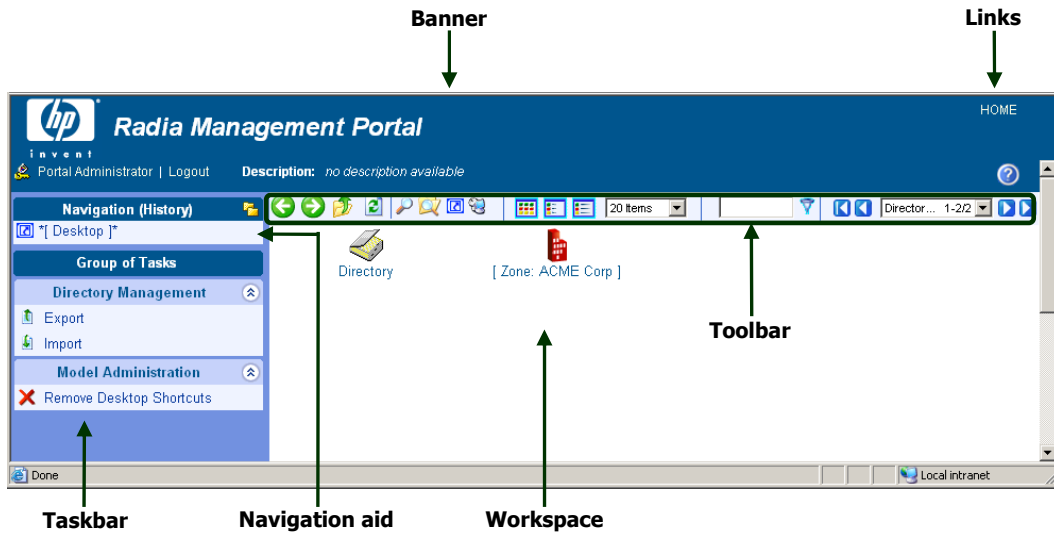 Banner
Links
hp
invent
Radia Management Portal
HOME
Portal Administrator | Logout
Description: no description available
?
Navigation (History)
20 Items
Director... 1-2/2
*[ Desktop ]*
Group of Tasks
Directory
[ Zone: ACME Corp ]
Directory Management
Export
Import
Toolbar
Model Administration
Remove Desktop Shortcuts
Done
Local intranet
Taskbar
Navigation aid
Workspace